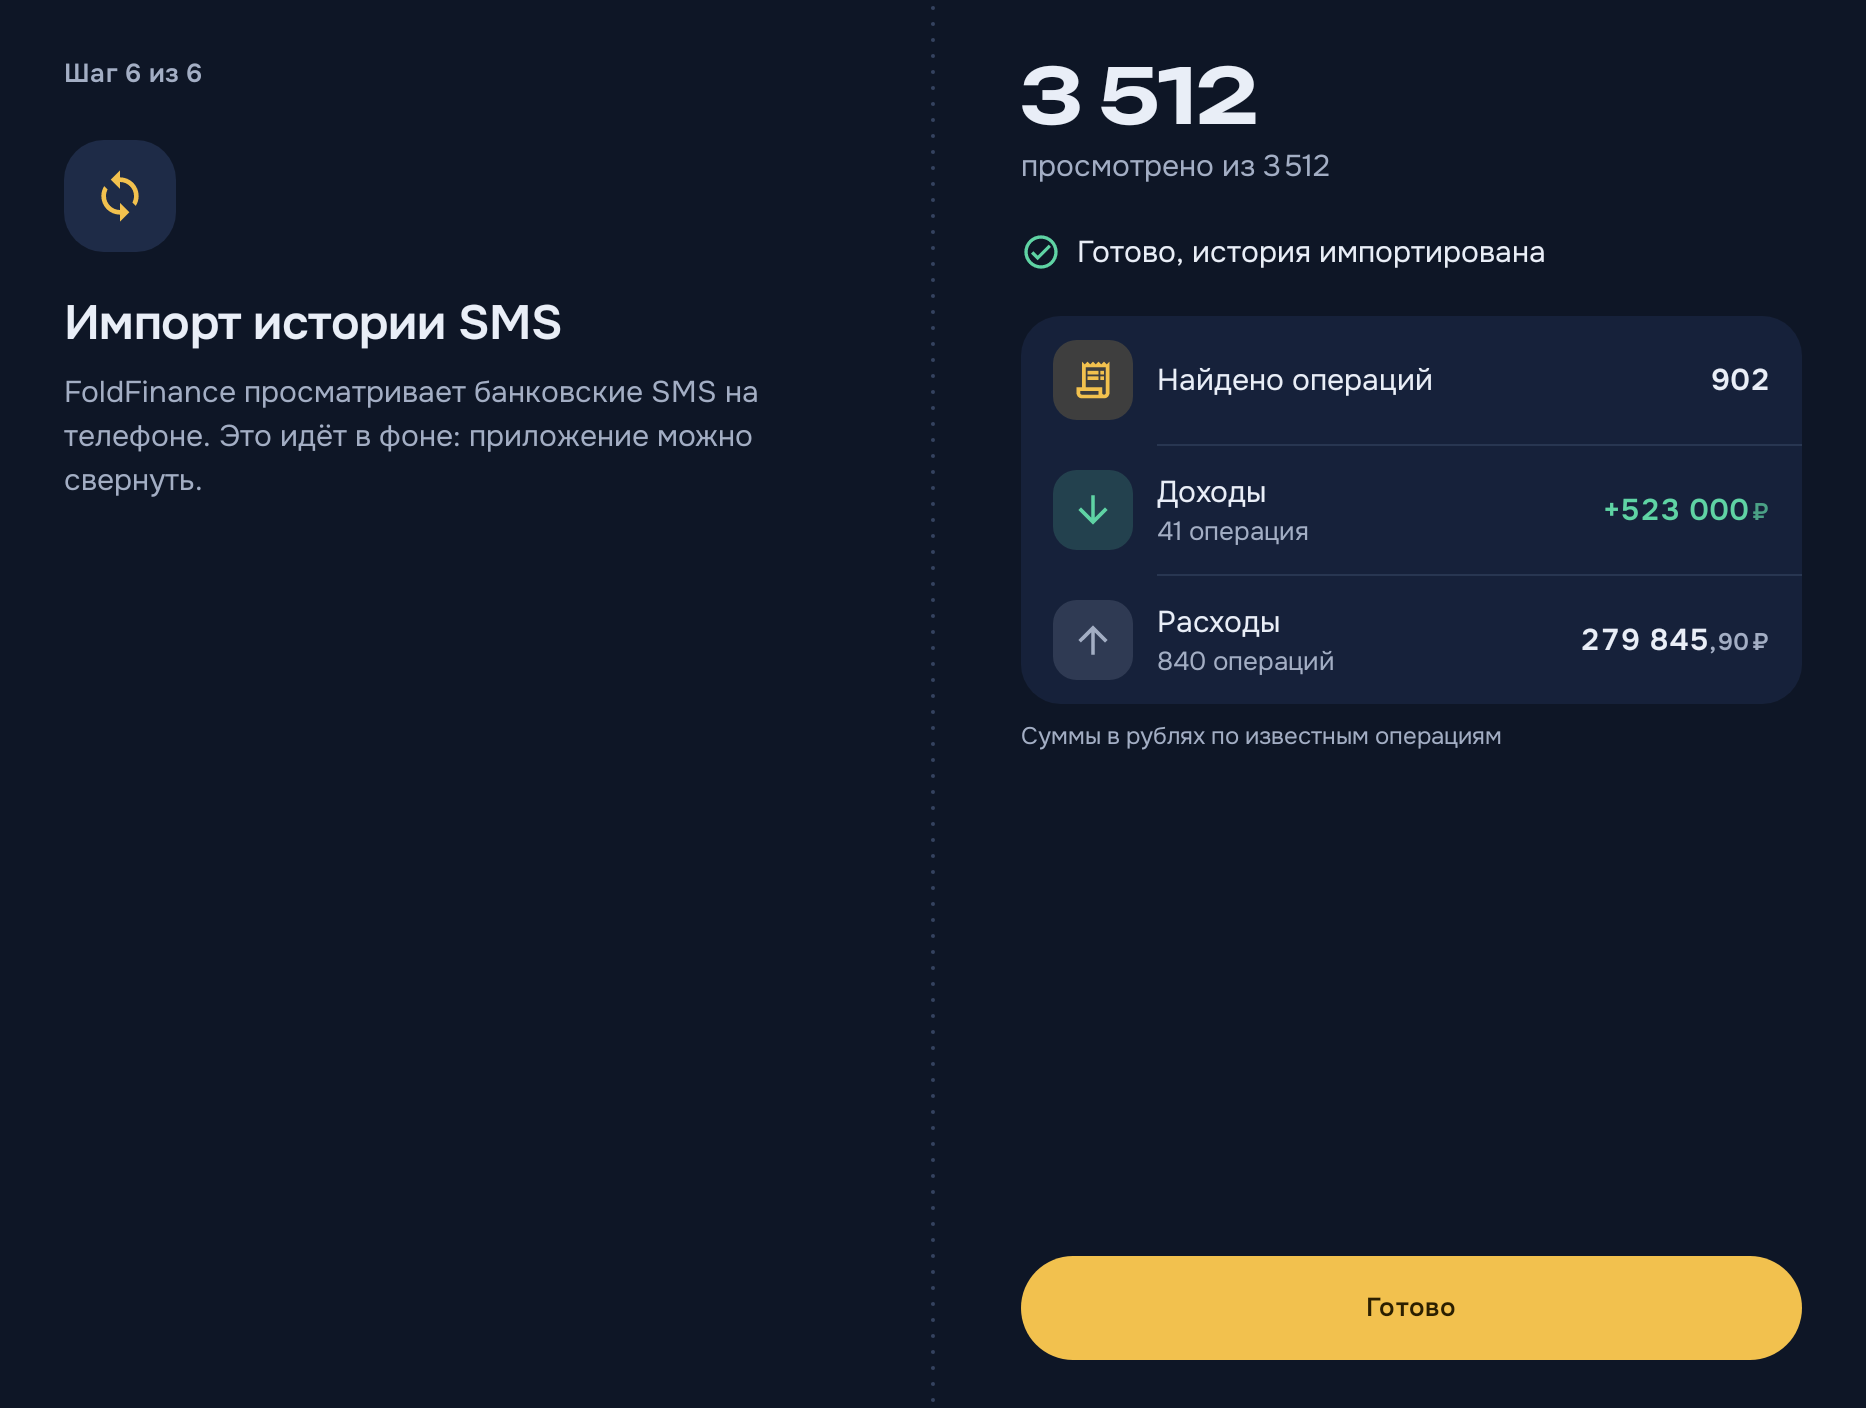 Шаг 6 из 6
Импорт истории SMS
FoldFinance просматривает банковские SMS на
телефоне. Это идёт в фоне: приложение можно
свернуть.
3 512
просмотрено из 3 512
Готово, история импортирована
Найдено операций 902
Доходы
41 операция
+523 000 ₽
Расходы
840 операций
279 845,90 ₽
Суммы в рублях по известным операциям
Готово